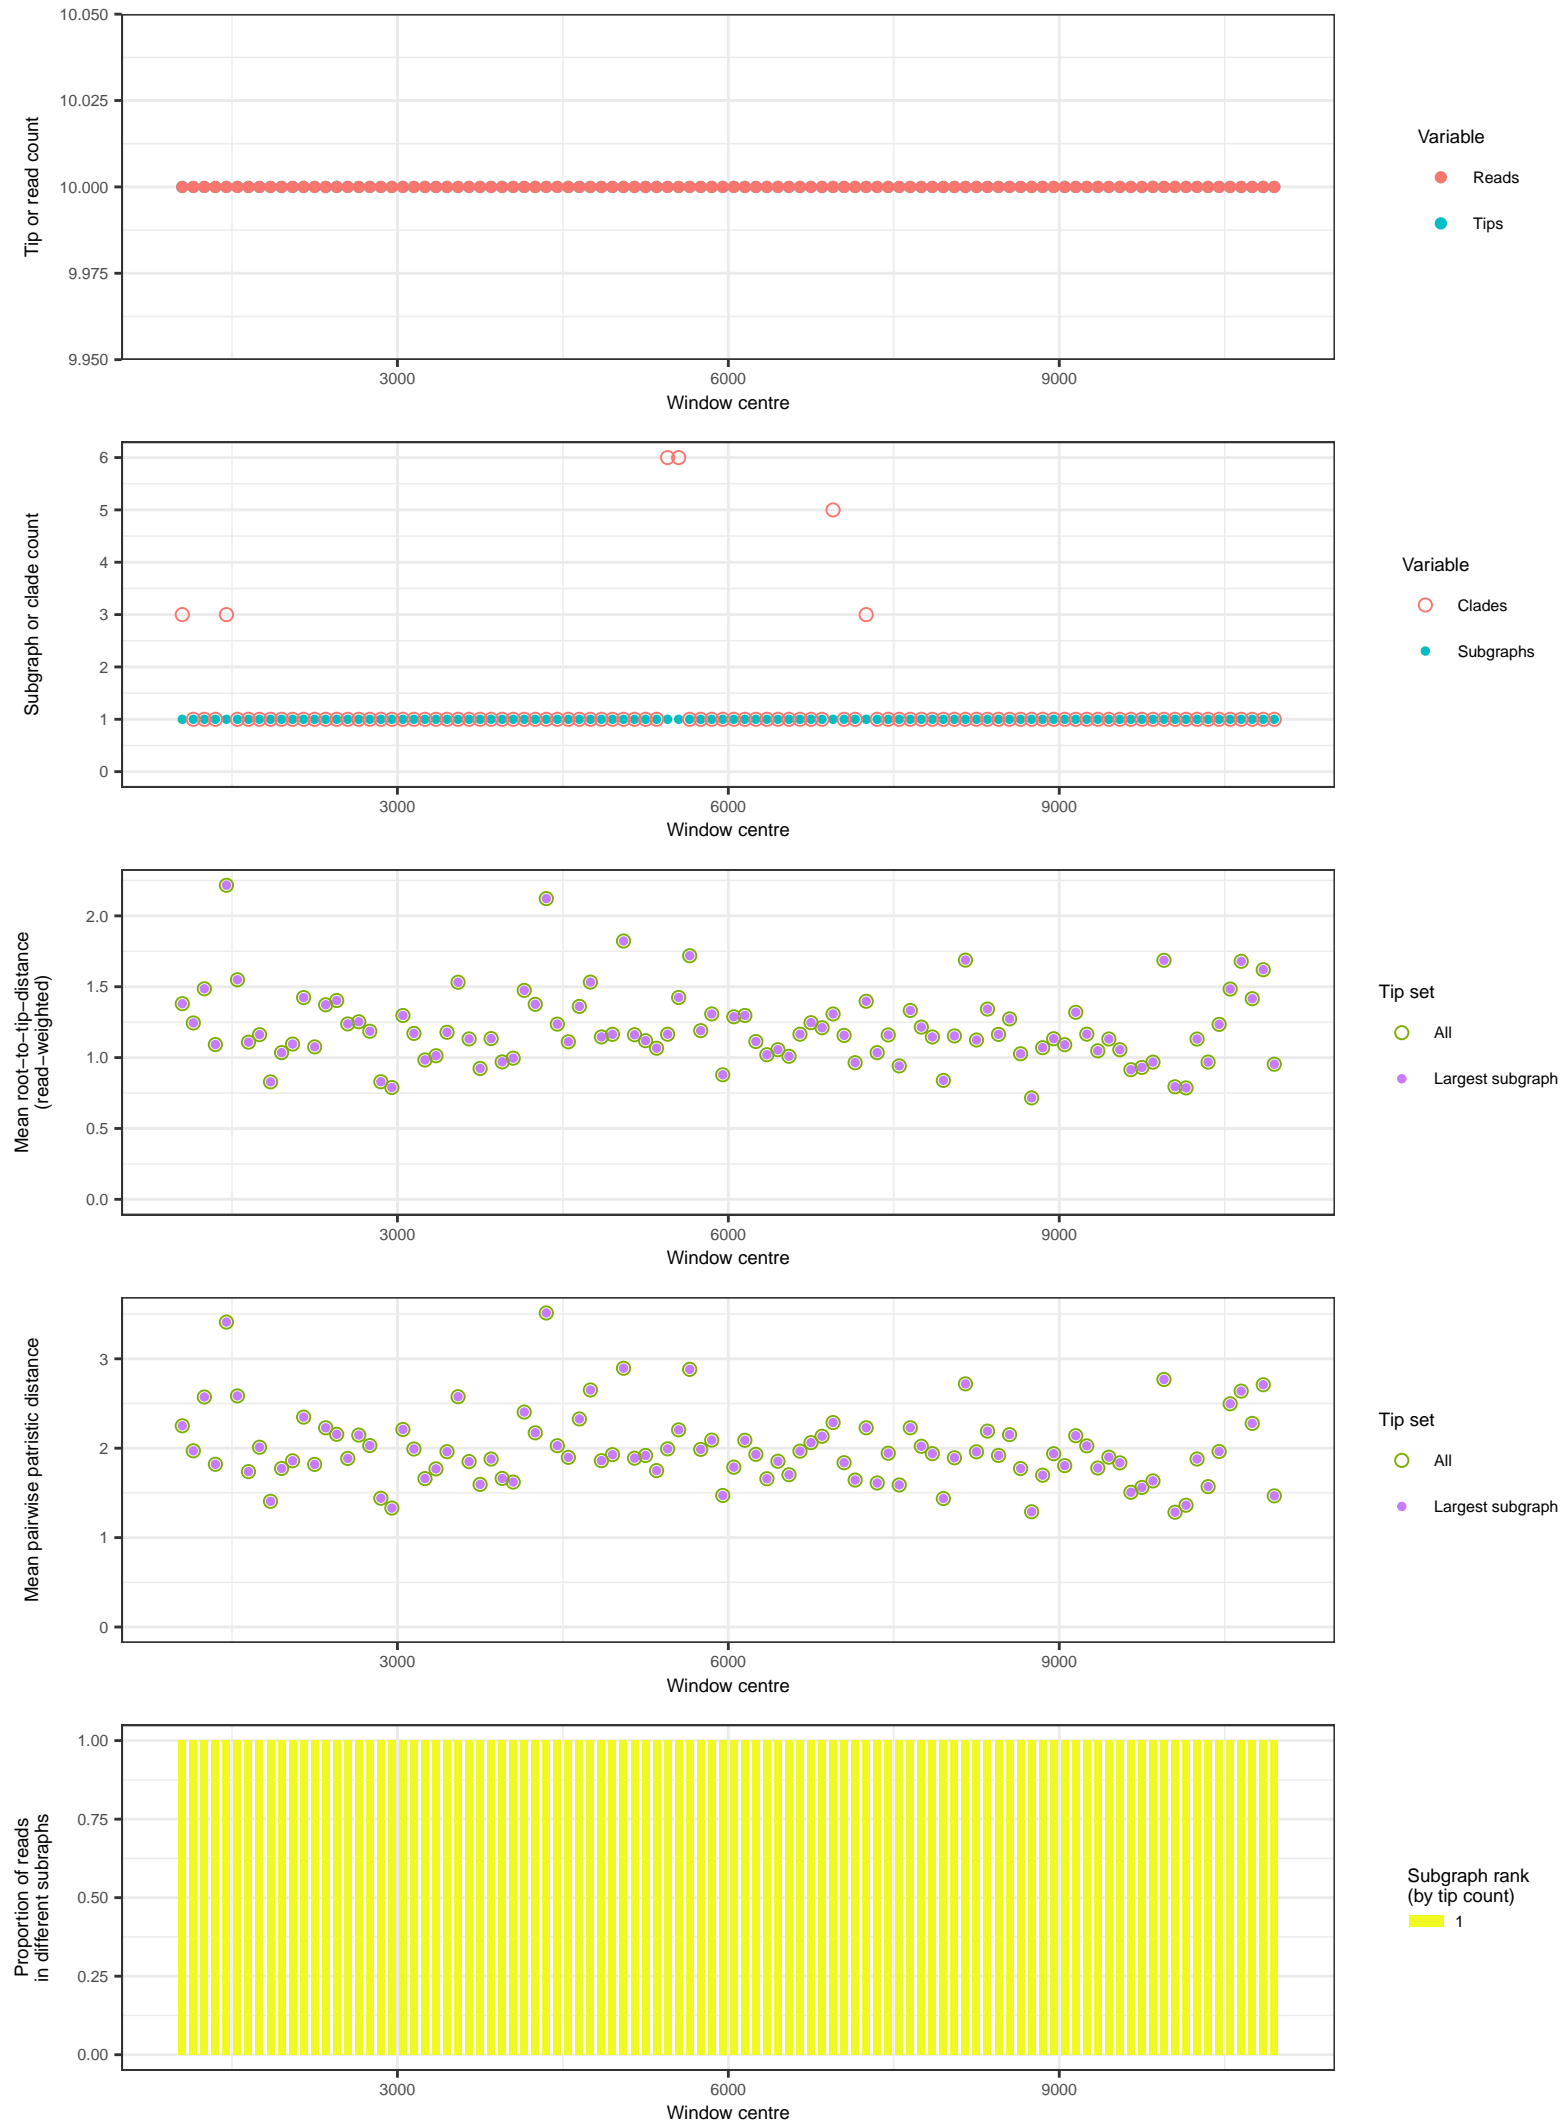 10.050
10.025
10.000
9.975
9.950
Tip or read count
3000
6000
9000
Window centre
Variable
Reads
Tips
6
5
4
3
2
1
0
Subgraph or clade count
3000
6000
9000
Window centre
Variable
Clades
Subgraphs
2.0
1.5
1.0
0.5
0.0
Mean root−to−tip−distance
(read−weighted)
3000
6000
9000
Window centre
Tip set
All
Largest subgraph
3
2
1
0
Mean pairwise patristic distance
3000
6000
9000
Window centre
Tip set
All
Largest subgraph
1.00
0.75
0.50
0.25
0.00
Proportion of reads
in different subraphs
3000
6000
9000
Window centre
Subgraph rank
(by tip count)
1